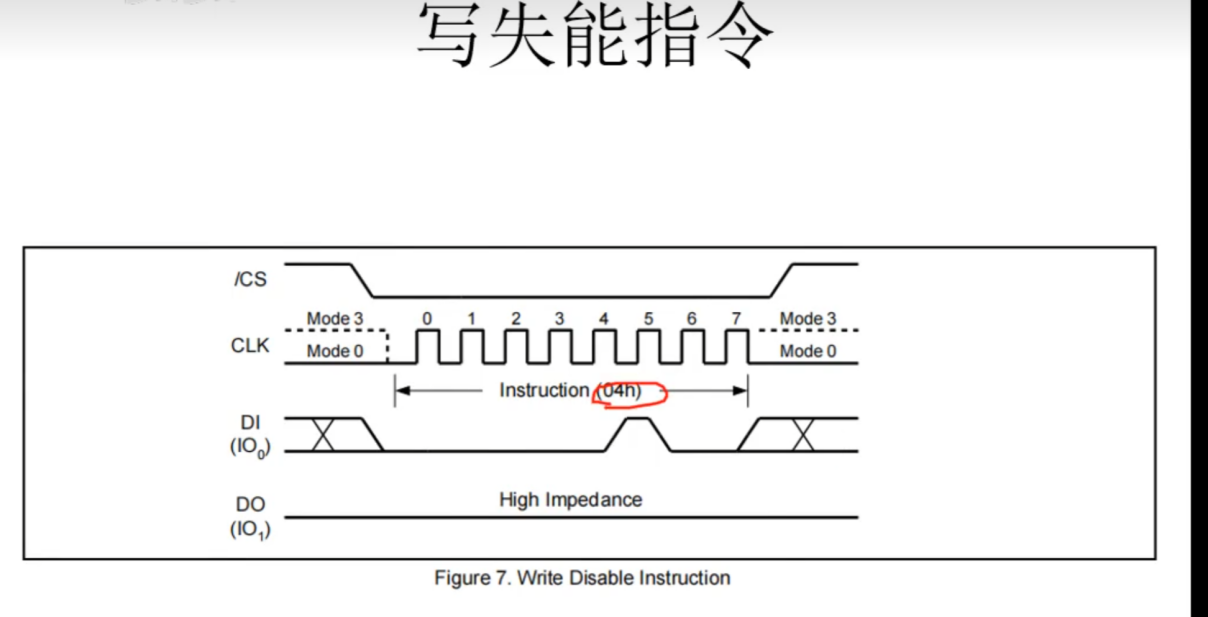 写失能指令
/CS
Mode 3 0 1 2 3 4 5 6 7 Mode 3
CLK Mode 0 Mode 0
Instruction (04h)
DI
(IO₀)
High Impedance
DO
(IO₁)
Figure 7. Write Disable Instruction